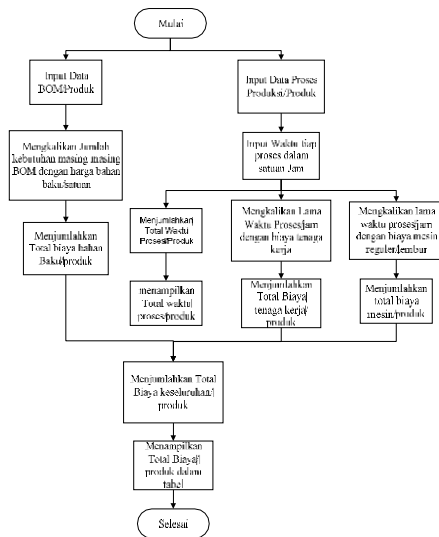 Mulai
Input Data
BOM/Produk
Input Data Proses
Produksi/Produk
Mengkalikan Jumlah
kebutuhan masing masing
BOM dengan harga bahan
baku/satuan
Input Waktu tiap
proses dalam
satuan Jam
Menjumlahkan
Total biaya bahan
Baku/produk
Menjumlahkan
Total Waktu
Proses/Produk
Mengkalikan Lama
Waktu Proses/jam
dengan biaya tenaga
kerja
Mengkalikan lama
waktu proses/jam
dengan biaya mesin
reguler/lembur
menampilkan
Total waktu
proses/produk
Menjumlahkan
Total Biaya
tenaga kerja/
produk
Menjumlahkan
total biaya
mesin/produk
Menjumlahkan Total
Biaya keseluruhan/
produk
Menampilkan
Total Biaya/
produk dalam
tabel
Selesai